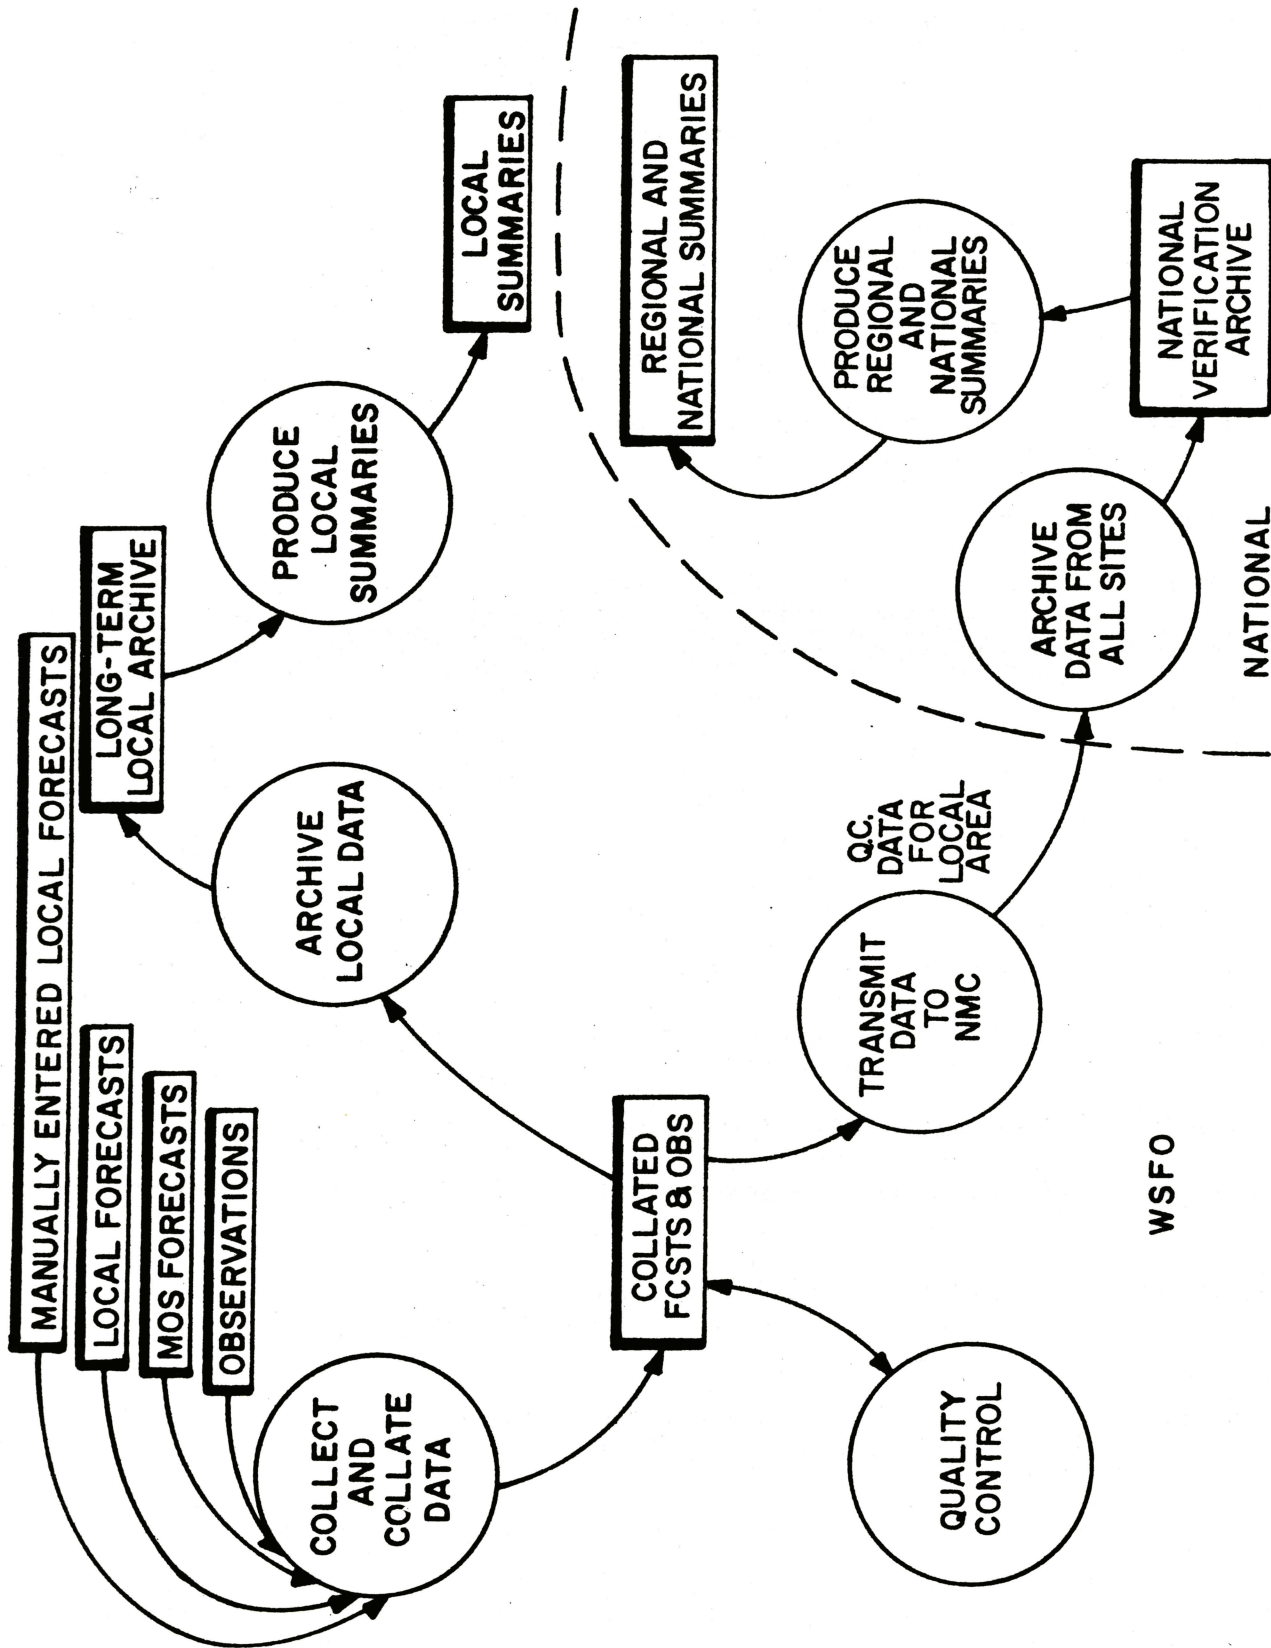 MANUALLY ENTERED LOCAL FORECASTS
LOCAL FORECASTS
MOS FORECASTS
OBSERVATIONS
COLLECT
AND
COLLATE
DATA
LONG-TERM
LOCAL ARCHIVE
ARCHIVE
LOCAL DATA
PRODUCE
LOCAL
SUMMARIES
LOCAL
SUMMARIES
COLLATED
FCSTS & OBS
QUALITY
CONTROL
TRANSMIT
DATA
TO
NMC
Q.C.
DATA
FOR
LOCAL
AREA
WSFO
REGIONAL AND
NATIONAL SUMMARIES
PRODUCE
REGIONAL
AND
NATIONAL
SUMMARIES
ARCHIVE
DATA FROM
ALL SITES
NATIONAL
VERIFICATION
ARCHIVE
NATIONAL